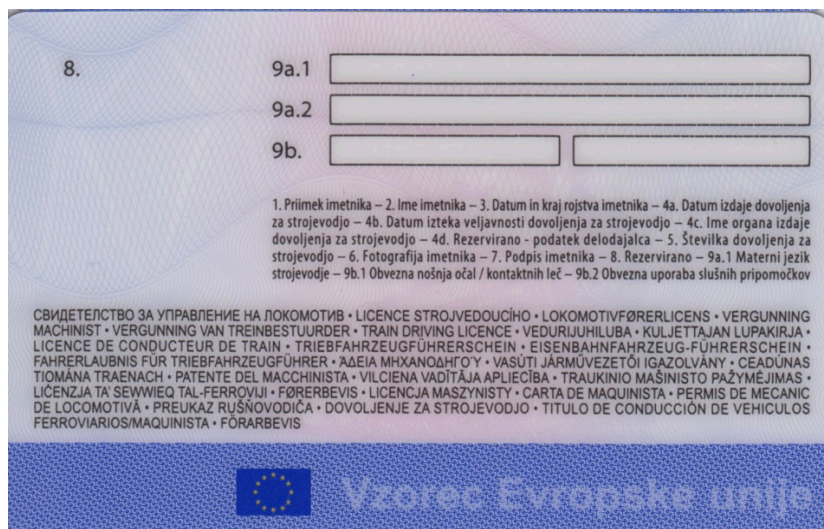 8. 9a.1
9a.2
9b.
1. Priimek imetnika – 2. Ime imetnika – 3. Datum in kraj rojstva imetnika – 4a. Datum izdaje dovoljenja
za strojevodjo – 4b. Datum izteka veljavnosti dovoljenja za strojevodjo – 4c. Ime organa izdaje
dovoljenja za strojevodjo – 4d. Rezervirano - podatek delodajalca – 5. Številka dovoljenja za
strojevodjo – 6. Fotografija imetnika – 7. Podpis imetnika – 8. Rezervirano – 9a.1 Materni jezik
strojevodje – 9b.1 Obvezna nošnja očal / kontaktnih leč – 9b.2 Obvezna uporaba slušnih pripomočkov
СВИДЕТЕЛСТВО ЗА УПРАВЛЕНИЕ НА ЛОКОМОТИВ • LICENCE STROJVEDOUCÍHO • LOKOMOTIVFØRERLICENS • VERGUNNING
MACHINIST • VERGUNNING VAN TREINBESTUURDER • TRAIN DRIVING LICENCE • VEDURIJUHILUBA • KULJETTAJAN LUPAKIRJA •
LICENCE DE CONDUCTEUR DE TRAIN • TRIEBFAHRZEUGFÜHRERSCHEIN • EISENBAHNFAHRZEUG-FÜHRERSCHEIN •
FAHRERLAUBNIS FÜR TRIEBFAHRZEUGFÜHRER • ΆΔΕΙΑ ΜΗΧΑΝΟΔΗΓΟΎ • VASÚTI JÁRMŰVEZETŐI IGAZOLVÁNY • CEADÚNAS
TIOMÁNA TRAENACH • PATENTE DEL MACCHINISTA • VILCIENA VADĪTĀJA APLIECĪBA • TRAUKINIO MAŠINISTO PAŽYMĖJIMAS •
LIĊENZJA TA' SEWWIEQ TAL-FERROVIJI • FØRERBEVIS • LICENCJA MASZYNISTY • CARTA DE MAQUINISTA • PERMIS DE MECANIC
DE LOCOMOTIVĂ • PREUKAZ RUŠŇOVODIČA • DOVOLJENJE ZA STROJEVODJO • TITULO DE CONDUCCIÓN DE VEHICULOS
FERROVIARIOS/MAQUINISTA • FÖRARBEVIS
Vzorec Evropske unije